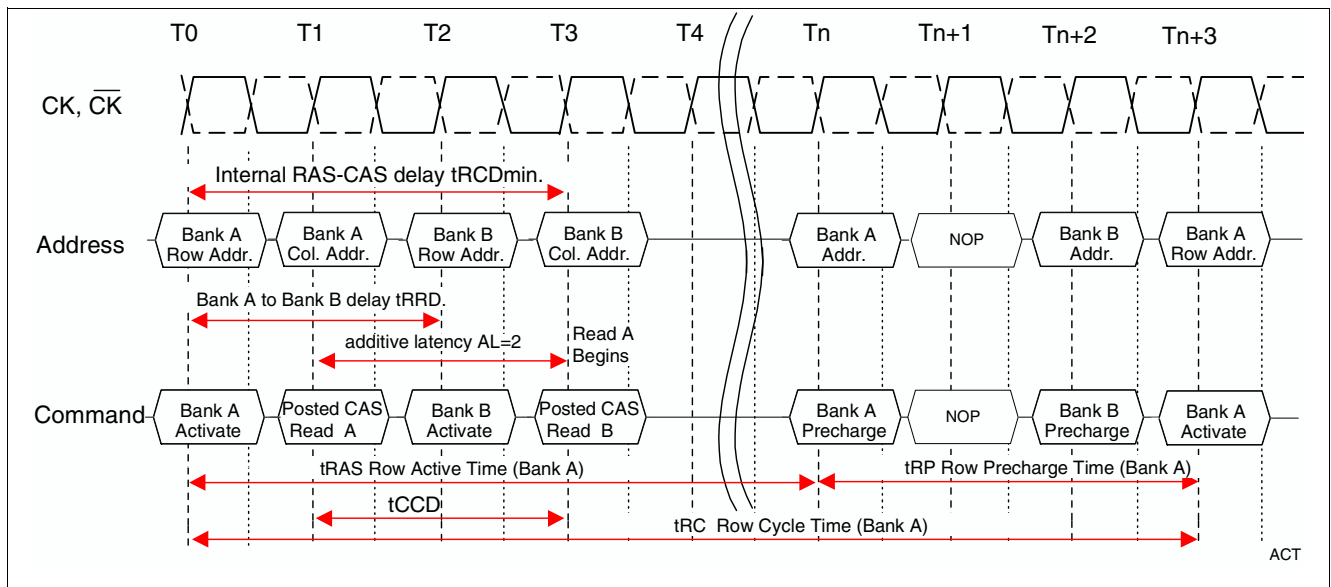 T0 T1 T2 T3 T4 Tn Tn+1 Tn+2 Tn+3
CK, C̅K̅
Internal RAS-CAS delay tRCDmin.
Address
Bank A Row Addr.
Bank A Col. Addr.
Bank B Row Addr.
Bank B Col. Addr.
Bank A Addr.
NOP
Bank B Addr.
Bank A Row Addr.
Bank A to Bank B delay tRRD.
additive latency AL=2
Read A Begins
Command
Bank A Activate
Posted CAS Read A
Bank B Activate
Posted CAS Read B
Bank A Precharge
NOP
Bank B Precharge
Bank A Activate
tRAS Row Active Time (Bank A)
tRP Row Precharge Time (Bank A)
tCCD
tRC Row Cycle Time (Bank A)
ACT